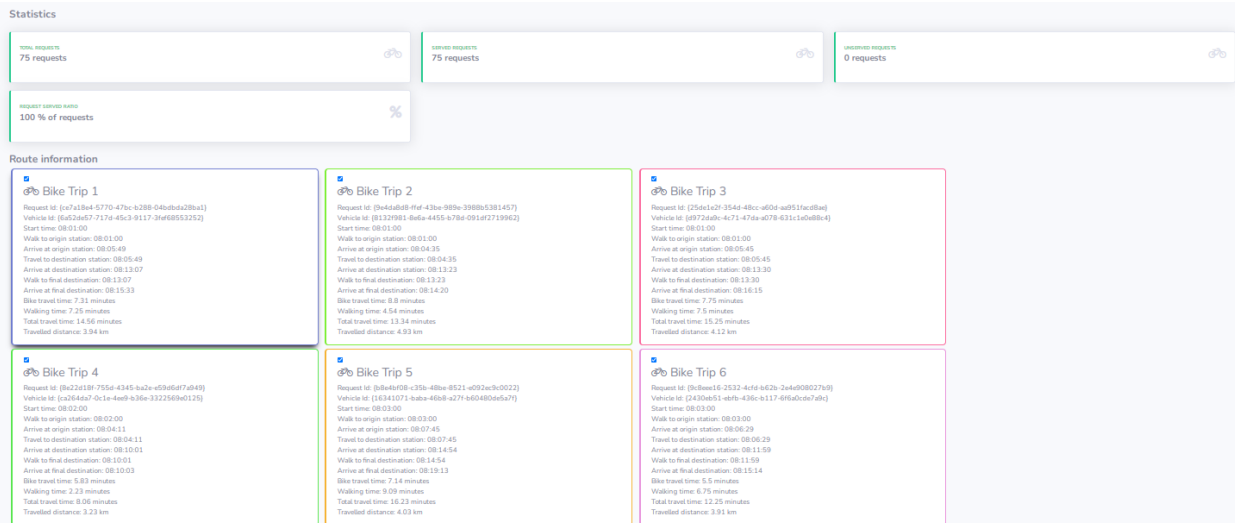 Statistics
TOTAL REQUESTS
75 requests
SERVED REQUESTS
75 requests
UNSERVED REQUESTS
0 requests
REQUEST SERVED RATIO
100 % of requests
Route information
Bike Trip 1
Request Id: {ce7a18e4-5770-47bc-b288-04bdbda28ba1}
Vehicle Id: {6a52de57-717d-45c3-9117-3fef68553252}
Start time: 08:01:00
Walk to origin station: 08:01:00
Arrive at origin station: 08:05:49
Travel to destination station: 08:05:49
Arrive at destination station: 08:13:07
Walk to final destination: 08:13:07
Arrive at final destination: 08:15:33
Bike travel time: 7.31 minutes
Walking time: 7.25 minutes
Total travel time: 14.56 minutes
Travelled distance: 3.94 km
Bike Trip 2
Request Id: {9e4da8d8-ffef-43be-989e-3988b5381457}
Vehicle Id: {8132f981-8e6a-4455-b78d-091df2719962}
Start time: 08:01:00
Walk to origin station: 08:01:00
Arrive at origin station: 08:04:35
Travel to destination station: 08:04:35
Arrive at destination station: 08:13:23
Walk to final destination: 08:13:23
Arrive at final destination: 08:14:20
Bike travel time: 8.8 minutes
Walking time: 4.54 minutes
Total travel time: 13.34 minutes
Travelled distance: 4.93 km
Bike Trip 3
Request Id: {25de1e2f-354d-48cc-a60d-aa951facd8ae}
Vehicle Id: {d972da9c-4c71-47da-a078-631c1e0e88c4}
Start time: 08:01:00
Walk to origin station: 08:01:00
Arrive at origin station: 08:05:45
Travel to destination station: 08:05:45
Arrive at destination station: 08:13:30
Walk to final destination: 08:13:30
Arrive at final destination: 08:16:15
Bike travel time: 7.75 minutes
Walking time: 7.5 minutes
Total travel time: 15.25 minutes
Travelled distance: 4.12 km
Bike Trip 4
Request Id: {8e22d18f-755d-4345-ba2e-e59d6df7a949}
Vehicle Id: {ca264da7-0c1e-4ee9-b36e-3322569e0125}
Start time: 08:02:00
Walk to origin station: 08:02:00
Arrive at origin station: 08:04:11
Travel to destination station: 08:04:11
Arrive at destination station: 08:10:01
Walk to final destination: 08:10:01
Arrive at final destination: 08:10:03
Bike travel time: 5.83 minutes
Walking time: 2.23 minutes
Total travel time: 8.06 minutes
Travelled distance: 3.23 km
Bike Trip 5
Request Id: {b8e4bf08-c35b-48be-8521-e092ec9c0022}
Vehicle Id: {16341071-baba-46b8-a27f-b60480de5a7f}
Start time: 08:03:00
Walk to origin station: 08:03:00
Arrive at origin station: 08:07:45
Travel to destination station: 08:07:45
Arrive at destination station: 08:14:54
Walk to final destination: 08:14:54
Arrive at final destination: 08:19:13
Bike travel time: 7.14 minutes
Walking time: 9.09 minutes
Total travel time: 16.23 minutes
Travelled distance: 4.03 km
Bike Trip 6
Request Id: {9c8eee16-2532-4cfd-b62b-2e4e908027b9}
Vehicle Id: {2430eb51-ebfb-436c-b117-6f6a0cde7a9c}
Start time: 08:03:00
Walk to origin station: 08:03:00
Arrive at origin station: 08:06:29
Travel to destination station: 08:06:29
Arrive at destination station: 08:11:59
Walk to final destination: 08:11:59
Arrive at final destination: 08:15:14
Bike travel time: 5.5 minutes
Walking time: 6.75 minutes
Total travel time: 12.25 minutes
Travelled distance: 3.91 km